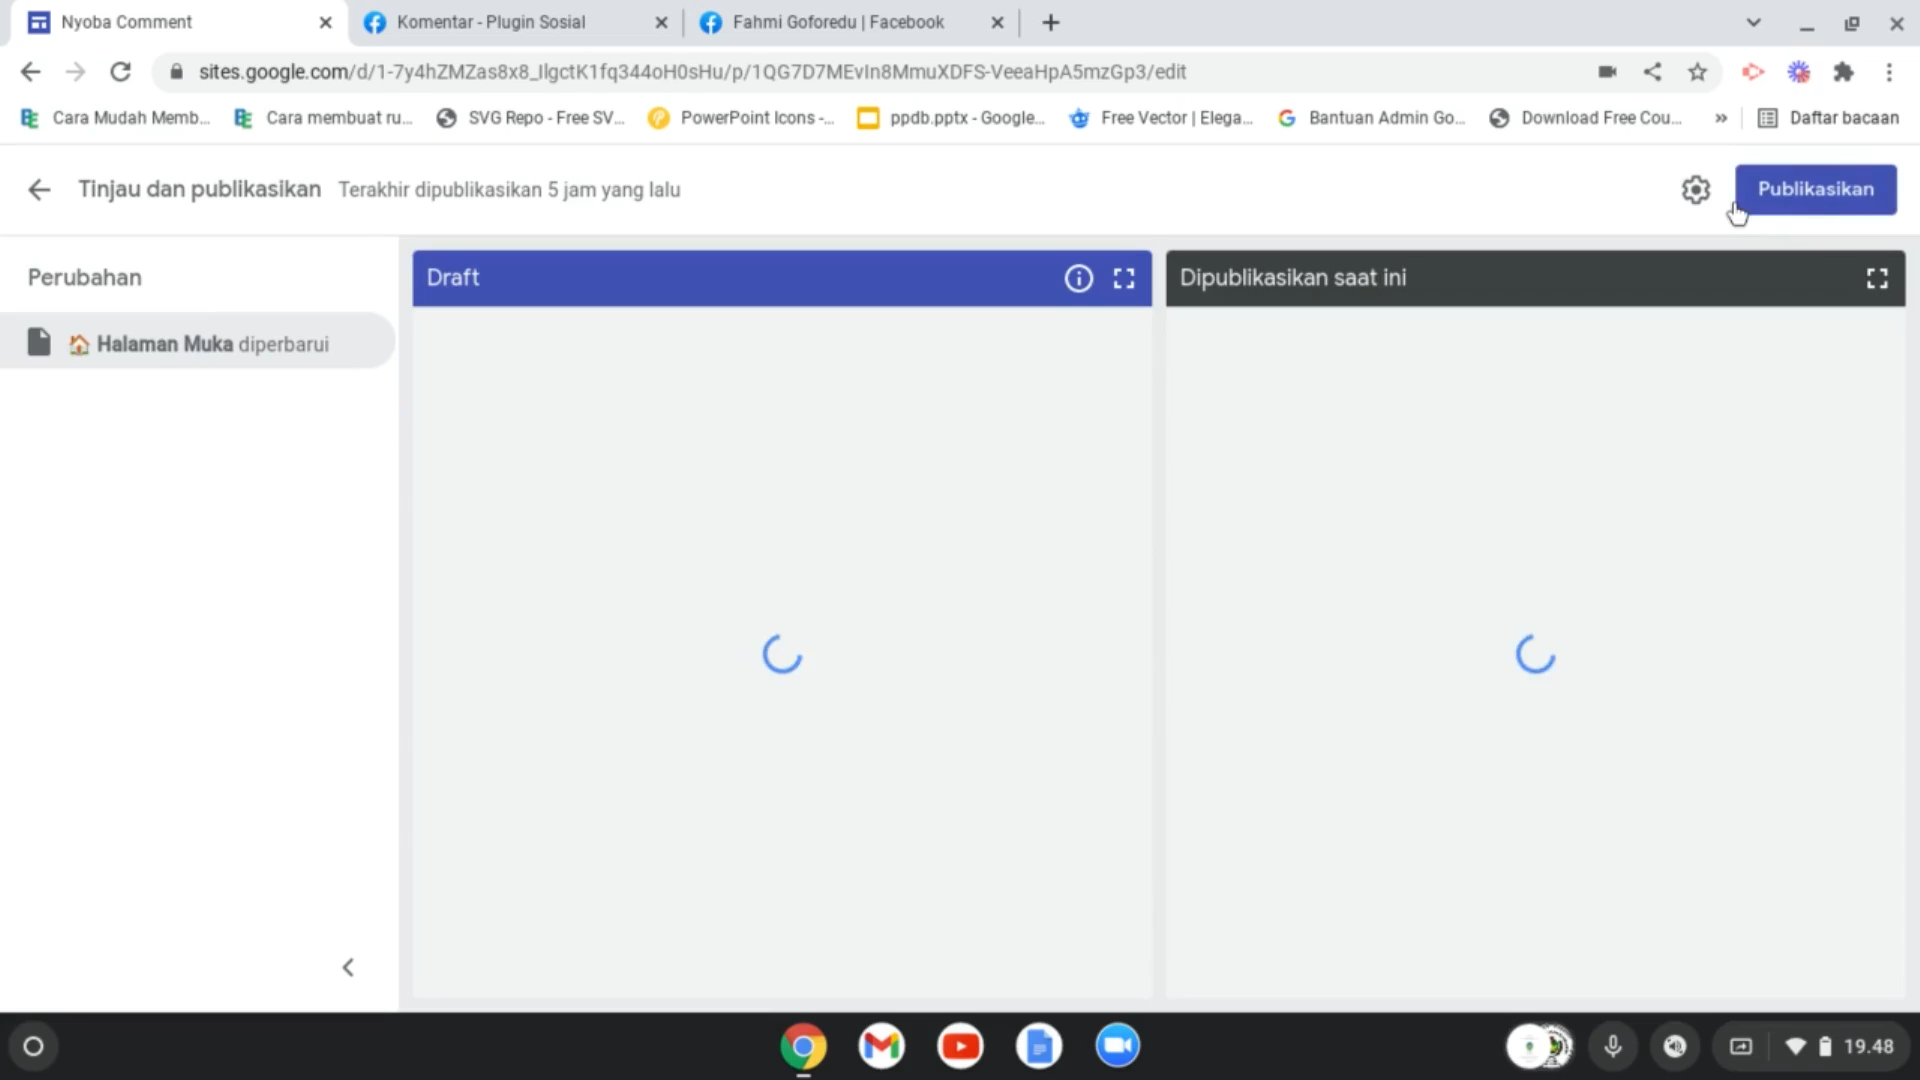 Nyoba Comment
Komentar - Plugin Sosial
Fahmi Goforedu | Facebook
sites.google.com/d/1-7y4hZMZas8x8_IlgctK1fq344oH0sHu/p/1QG7D7MEvIn8MmuXDFS-VeeaHpA5mzGp3/edit
Cara Mudah Memb...
Cara membuat ru...
SVG Repo - Free SV...
PowerPoint Icons -...
ppdb.pptx - Google...
Free Vector | Elega...
Bantuan Admin Go...
Download Free Cou...
Daftar bacaan
Tinjau dan publikasikan
Terakhir dipublikasikan 5 jam yang lalu
Publikasikan
Perubahan
Draft
Dipublikasikan saat ini
Halaman Muka diperbarui
19.48